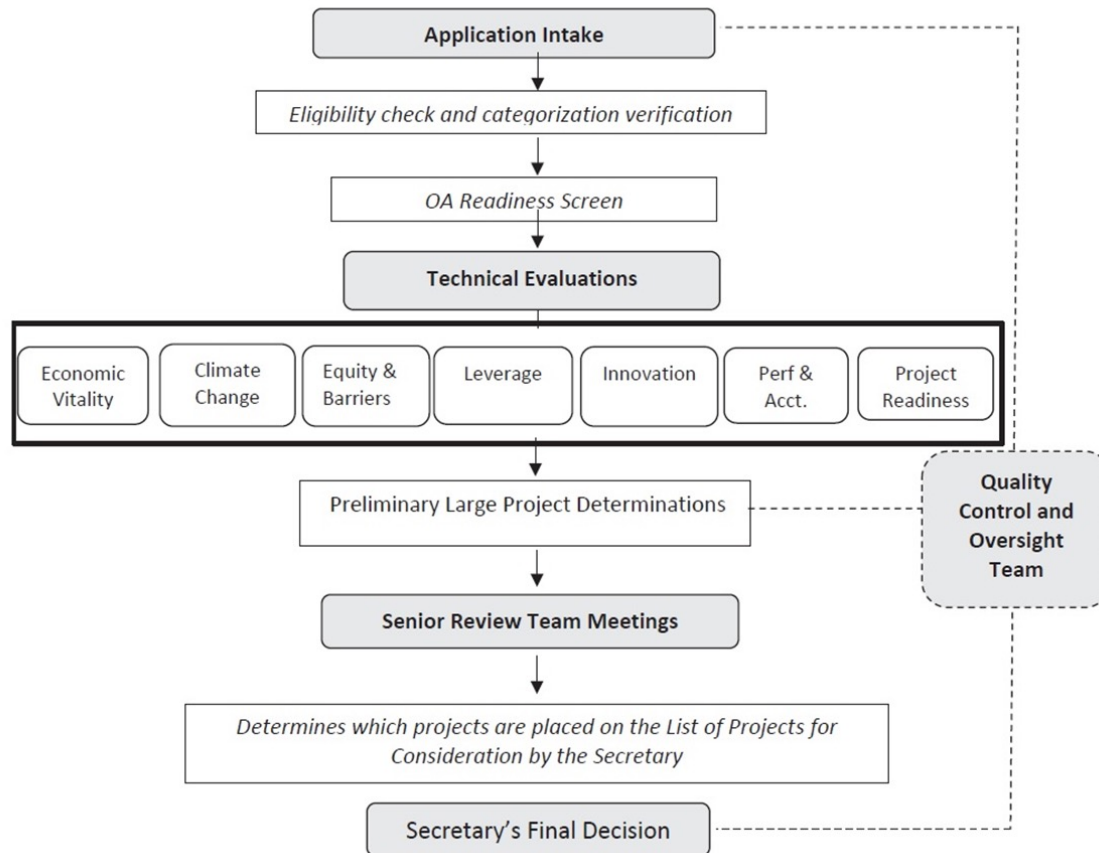 Application Intake
Eligibility check and categorization verification
OA Readiness Screen
Technical Evaluations
Economic
Vitality
Climate
Change
Equity &
Barriers
Leverage
Innovation
Perf &
Acct.
Project
Readiness
Preliminary Large Project Determinations
Quality
Control and
Oversight
Team
Senior Review Team Meetings
Determines which projects are placed on the List of Projects for
Consideration by the Secretary
Secretary's Final Decision